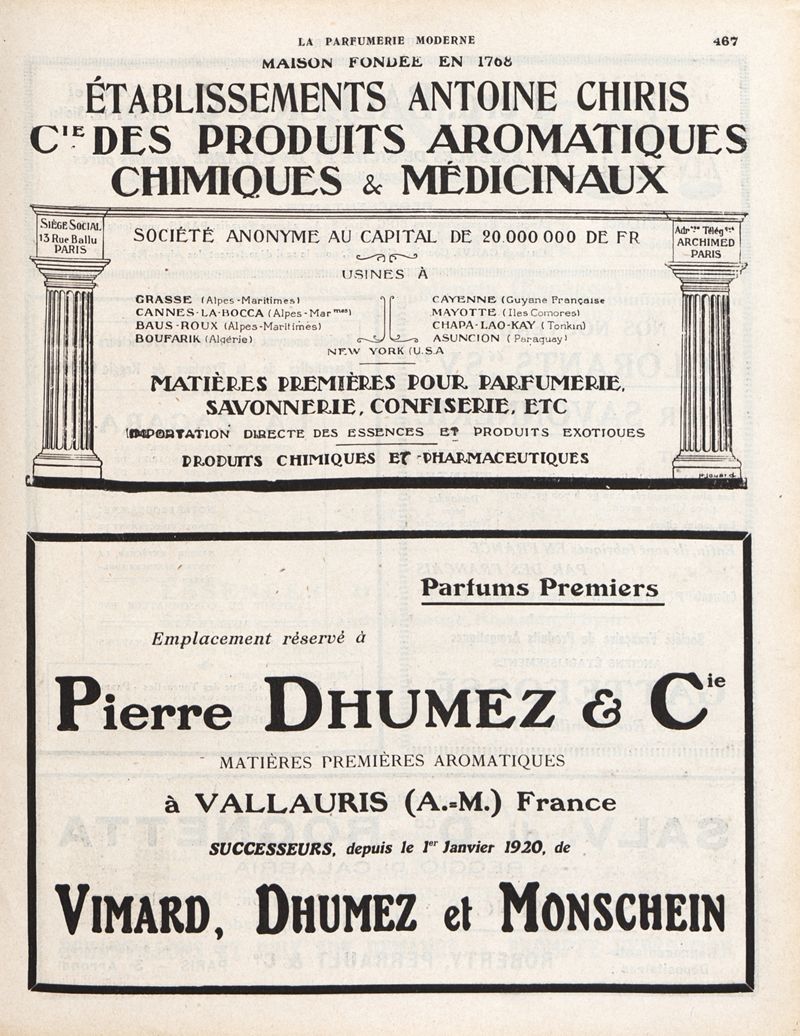 LA PARFUMERIE MODERNE 467
MAISON FONDÉE EN 1768
ÉTABLISSEMENTS ANTOINE CHIRIS
CIE DES PRODUITS AROMATIQUES
CHIMIQUES & MÉDICINAUX
SIÈGE SOCIAL
13 Rue Ballu
PARIS
SOCIÉTÉ ANONYME AU CAPITAL DE 20.000 000 DE FR
Adr.sse Télég.que
ARCHIMED
PARIS
USINES À
GRASSE (Alpes-Maritimes)
CANNES-LA-BOCCA (Alpes-Mar mes)
BAUS-ROUX (Alpes-Maritimes)
BOUFARIK (Algérie)
CAYENNE (Guyane Française
MAYOTTE (Iles Comores)
CHAPA-LAO-KAY (Tonkin)
ASUNCION (Paraguay)
NEW YORK (U.S.A
MATIÈRES PREMIÈRES POUR PARFUMERIE,
SAVONNERIE, CONFISERIE, ETC
IMPORTATION DIRECTE DES ESSENCES ET PRODUITS EXOTIQUES
PRODUITS CHIMIQUES ET PHARMACEUTIQUES
Parfums Premiers
Emplacement réservé à
Pierre DHUMEZ & Cie
MATIÈRES PREMIÈRES AROMATIQUES
à VALLAURIS (A.=M.) France
SUCCESSEURS, depuis le 1er Janvier 1920, de
VIMARD, DHUMEZ et MONSCHEIN